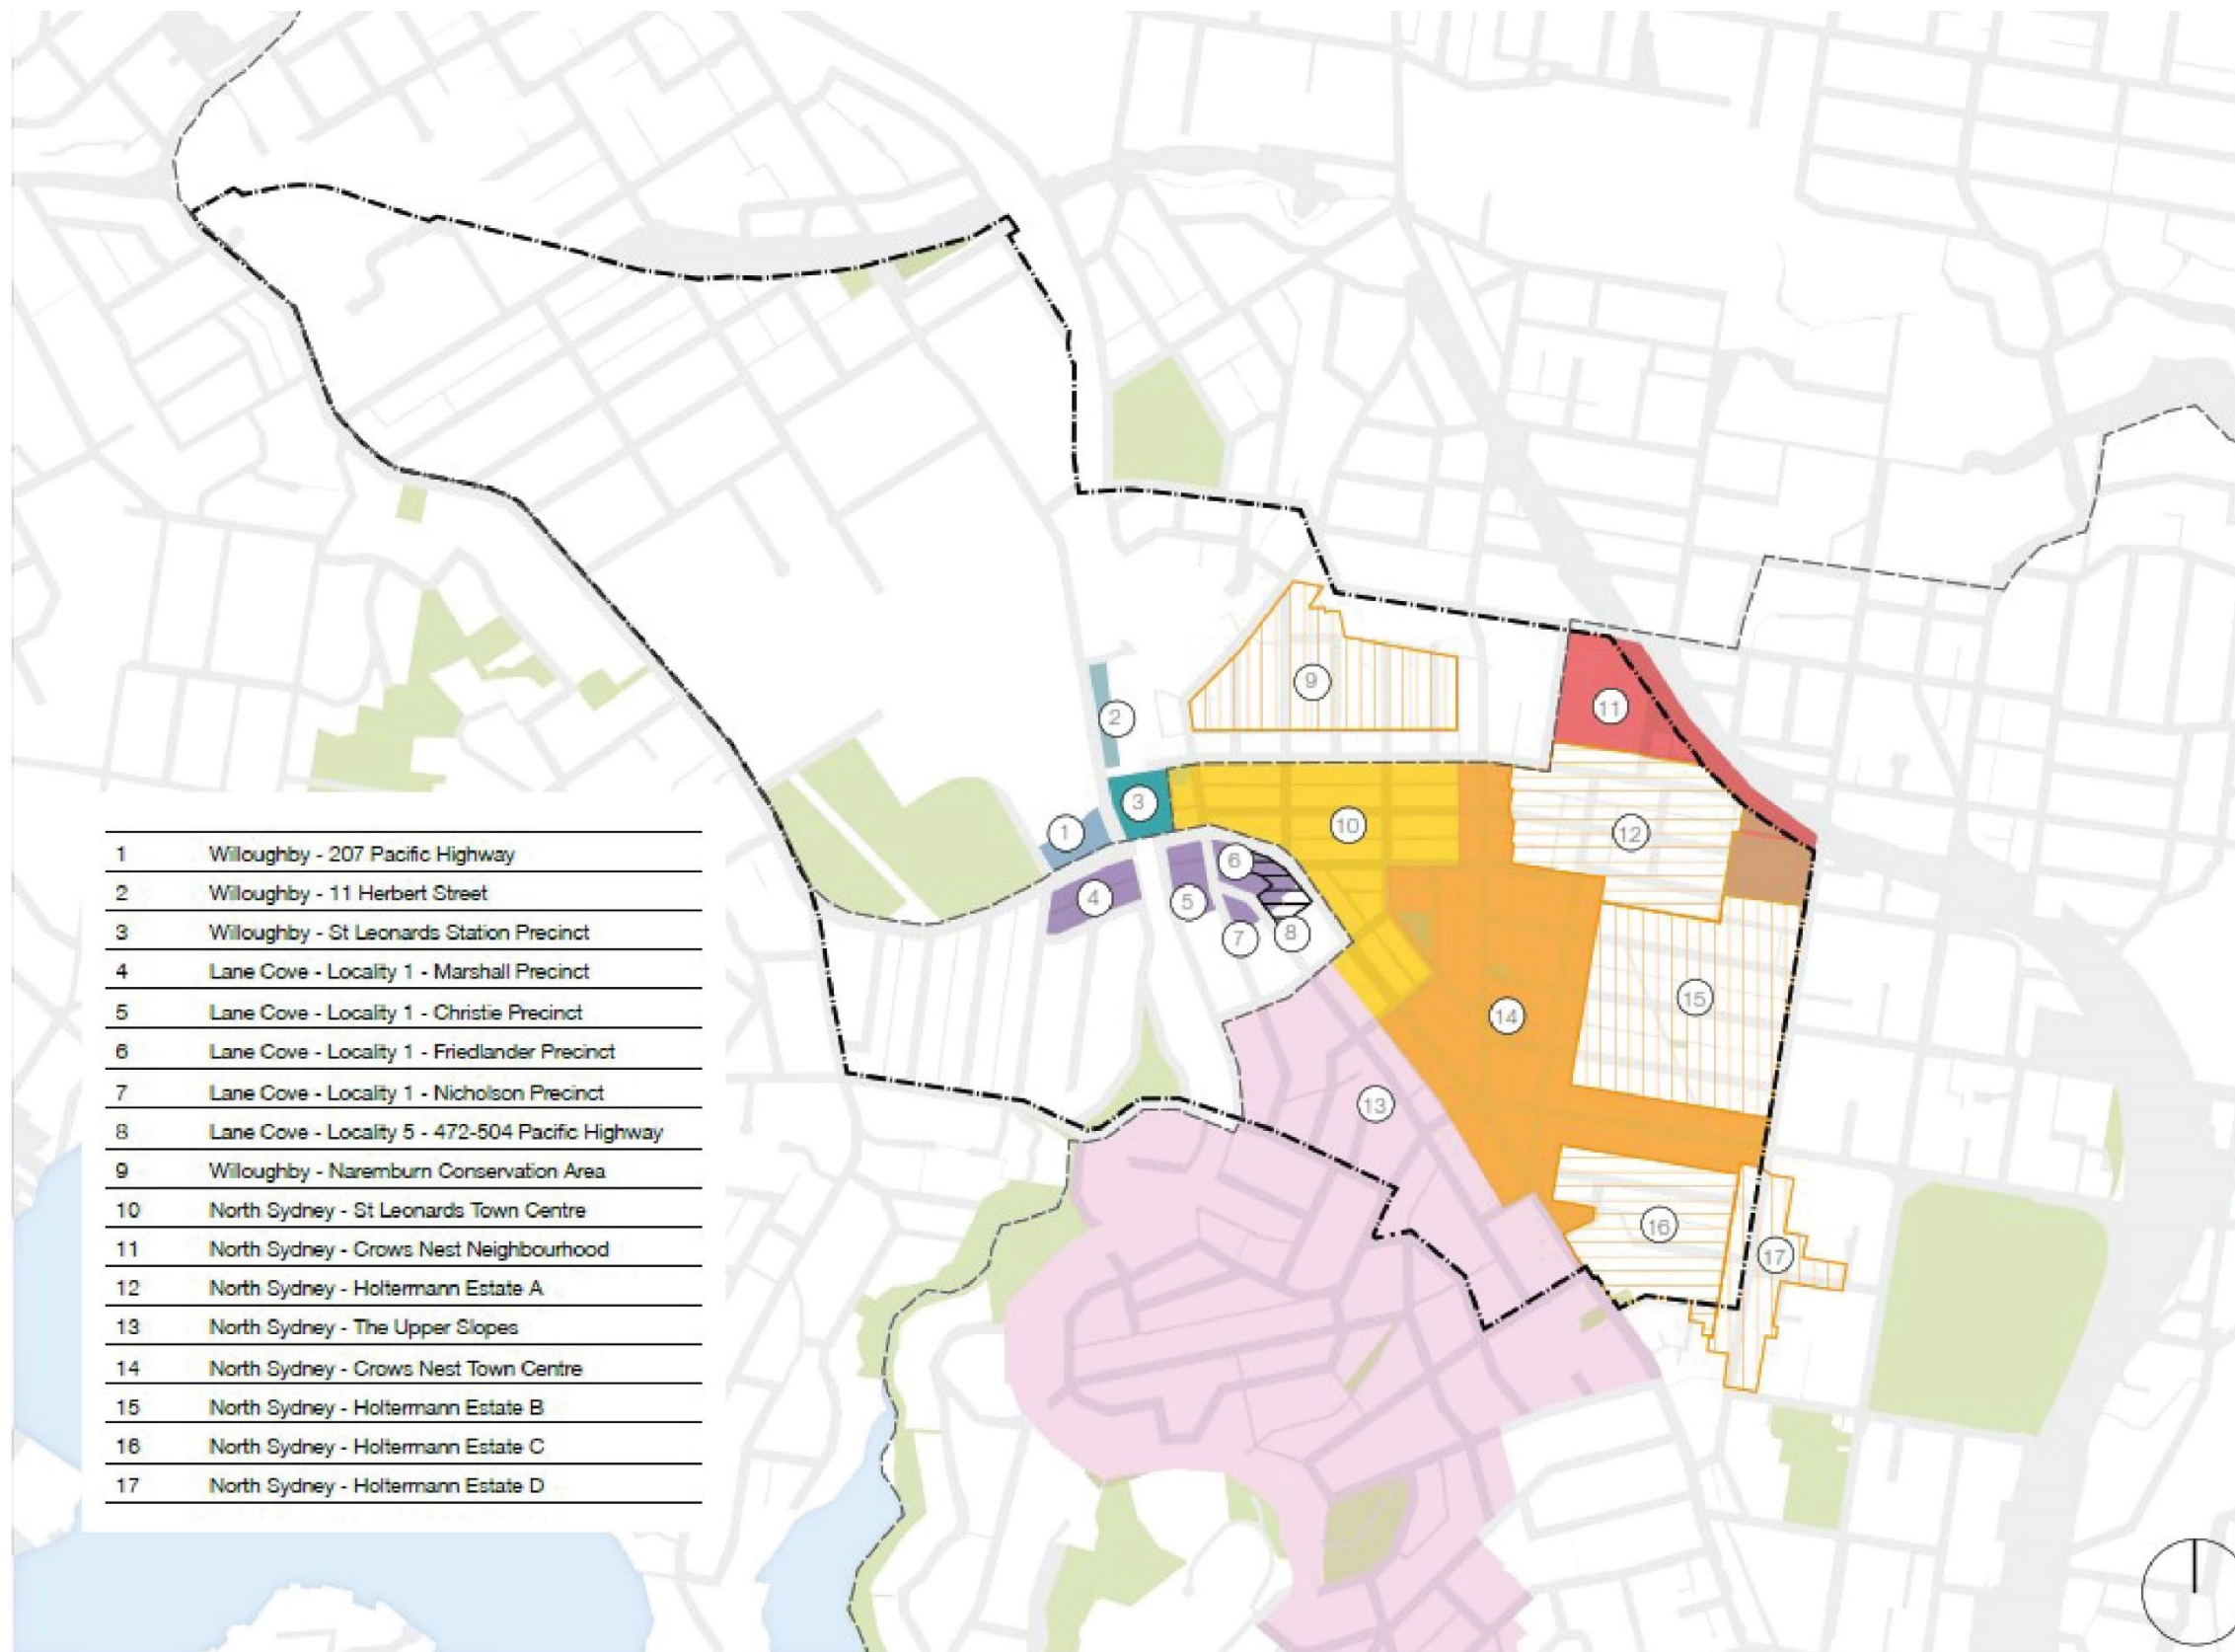 9
2
11
3
10
12
1
6
4
5
8
7
15
14
13
16
17
1 Willoughby - 207 Pacific Highway
2 Willoughby - 11 Herbert Street
3 Willoughby - St Leonards Station Precinct
4 Lane Cove - Locality 1 - Marshall Precinct
5 Lane Cove - Locality 1 - Christie Precinct
6 Lane Cove - Locality 1 - Friedlander Precinct
7 Lane Cove - Locality 1 - Nicholson Precinct
8 Lane Cove - Locality 5 - 472-504 Pacific Highway
9 Willoughby - Naremburn Conservation Area
10 North Sydney - St Leonards Town Centre
11 North Sydney - Crows Nest Neighbourhood
12 North Sydney - Holtermann Estate A
13 North Sydney - The Upper Slopes
14 North Sydney - Crows Nest Town Centre
15 North Sydney - Holtermann Estate B
16 North Sydney - Holtermann Estate C
17 North Sydney - Holtermann Estate D